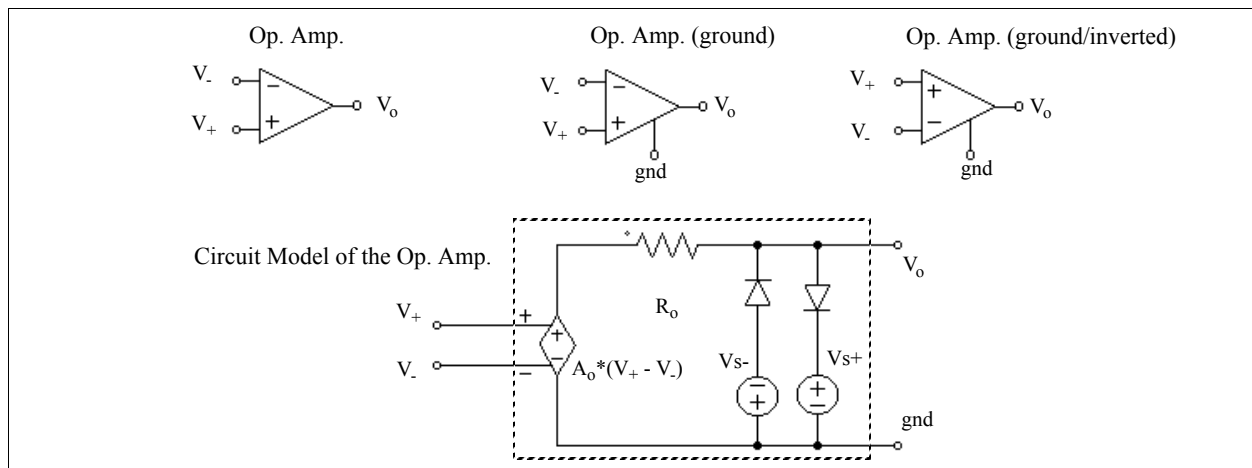 Op. Amp.
Op. Amp. (ground)
Op. Amp. (ground/inverted)
V-
−
V+
+
Vo
V-
−
V+
+
Vo
gnd
V+
+
V-
−
Vo
gnd
Circuit Model of the Op. Amp.
Vo
Ro
V+
+
+
V-
−
−
Ao*(V+ - V-)
Vs-
−
+
Vs+
+
−
gnd